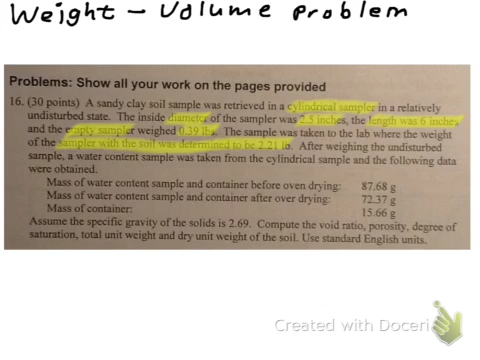 Weight - Volume Problem
Problems: Show all your work on the pages provided
16. (30 points) A sandy clay soil sample was retrieved in a cylindrical sampler in a relatively
undisturbed state. The inside diameter of the sampler was 2.5 inches, the length was 6 inches
and the empty sampler weighed 0.39 lbs. The sample was taken to the lab where the weight
of the sampler with the soil was determined to be 2.21 lb. After weighing the undisturbed
sample, a water content sample was taken from the cylindrical sample and the following data
were obtained.
Mass of water content sample and container before oven drying: 87.68 g
Mass of water content sample and container after over drying: 72.37 g
Mass of container: 15.66 g
Assume the specific gravity of the solids is 2.69. Compute the void ratio, porosity, degree of
saturation, total unit weight and dry unit weight of the soil. Use standard English units.
Created with Doceri